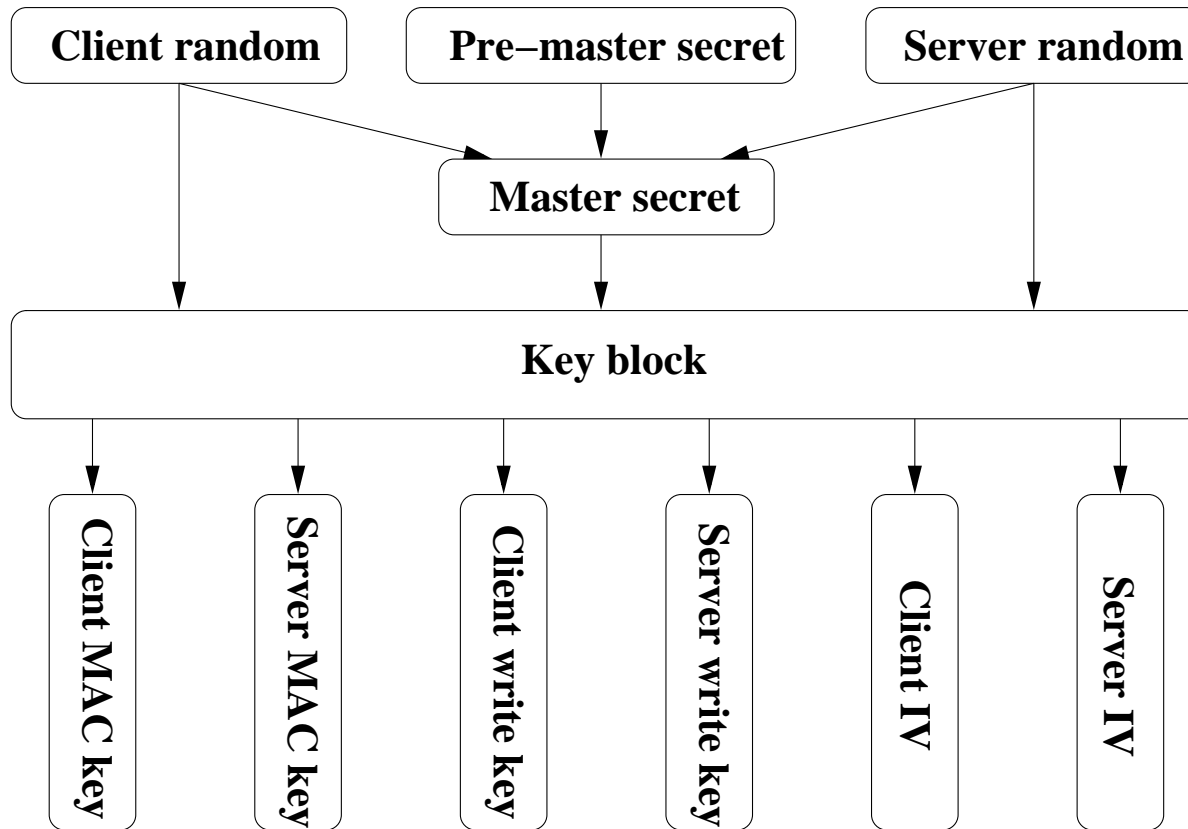 Client random
Pre−master secret
Server random
Master secret
Key block
Client MAC key
Server MAC key
Client write key
Server write key
Client IV
Server IV